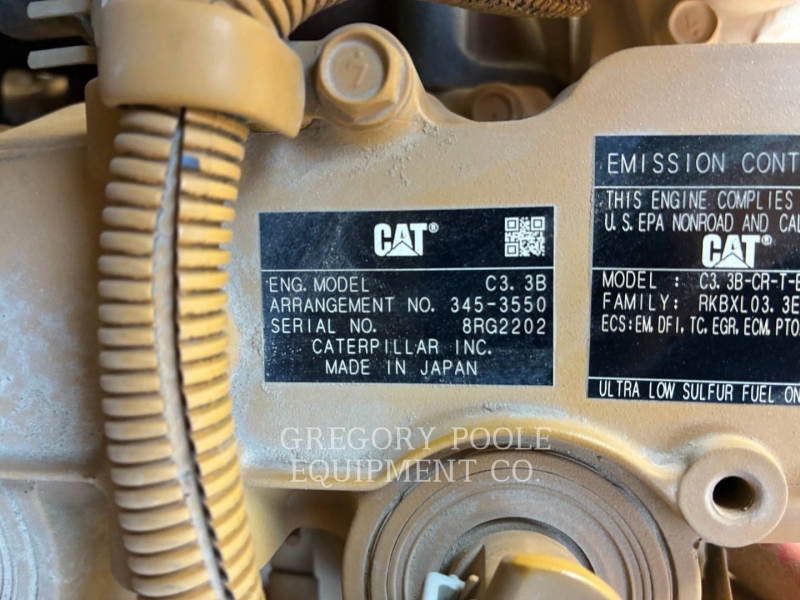 CAT®
ENG. MODEL C3.3B
ARRANGEMENT NO. 345-3550
SERIAL NO. 8RG2202
CATERPILLAR INC.
MADE IN JAPAN
EMISSION CONT
THIS ENGINE COMPLIES
U.S. EPA NONROAD AND CAL
CAT®
MODEL : C3.3B-CR-T-E
FAMILY: RKBXL03.3E
ECS: EM, DFI, TC, EGR, ECM, PTO
ULTRA LOW SULFUR FUEL ON
GREGORY POOLE
EQUIPMENT CO.